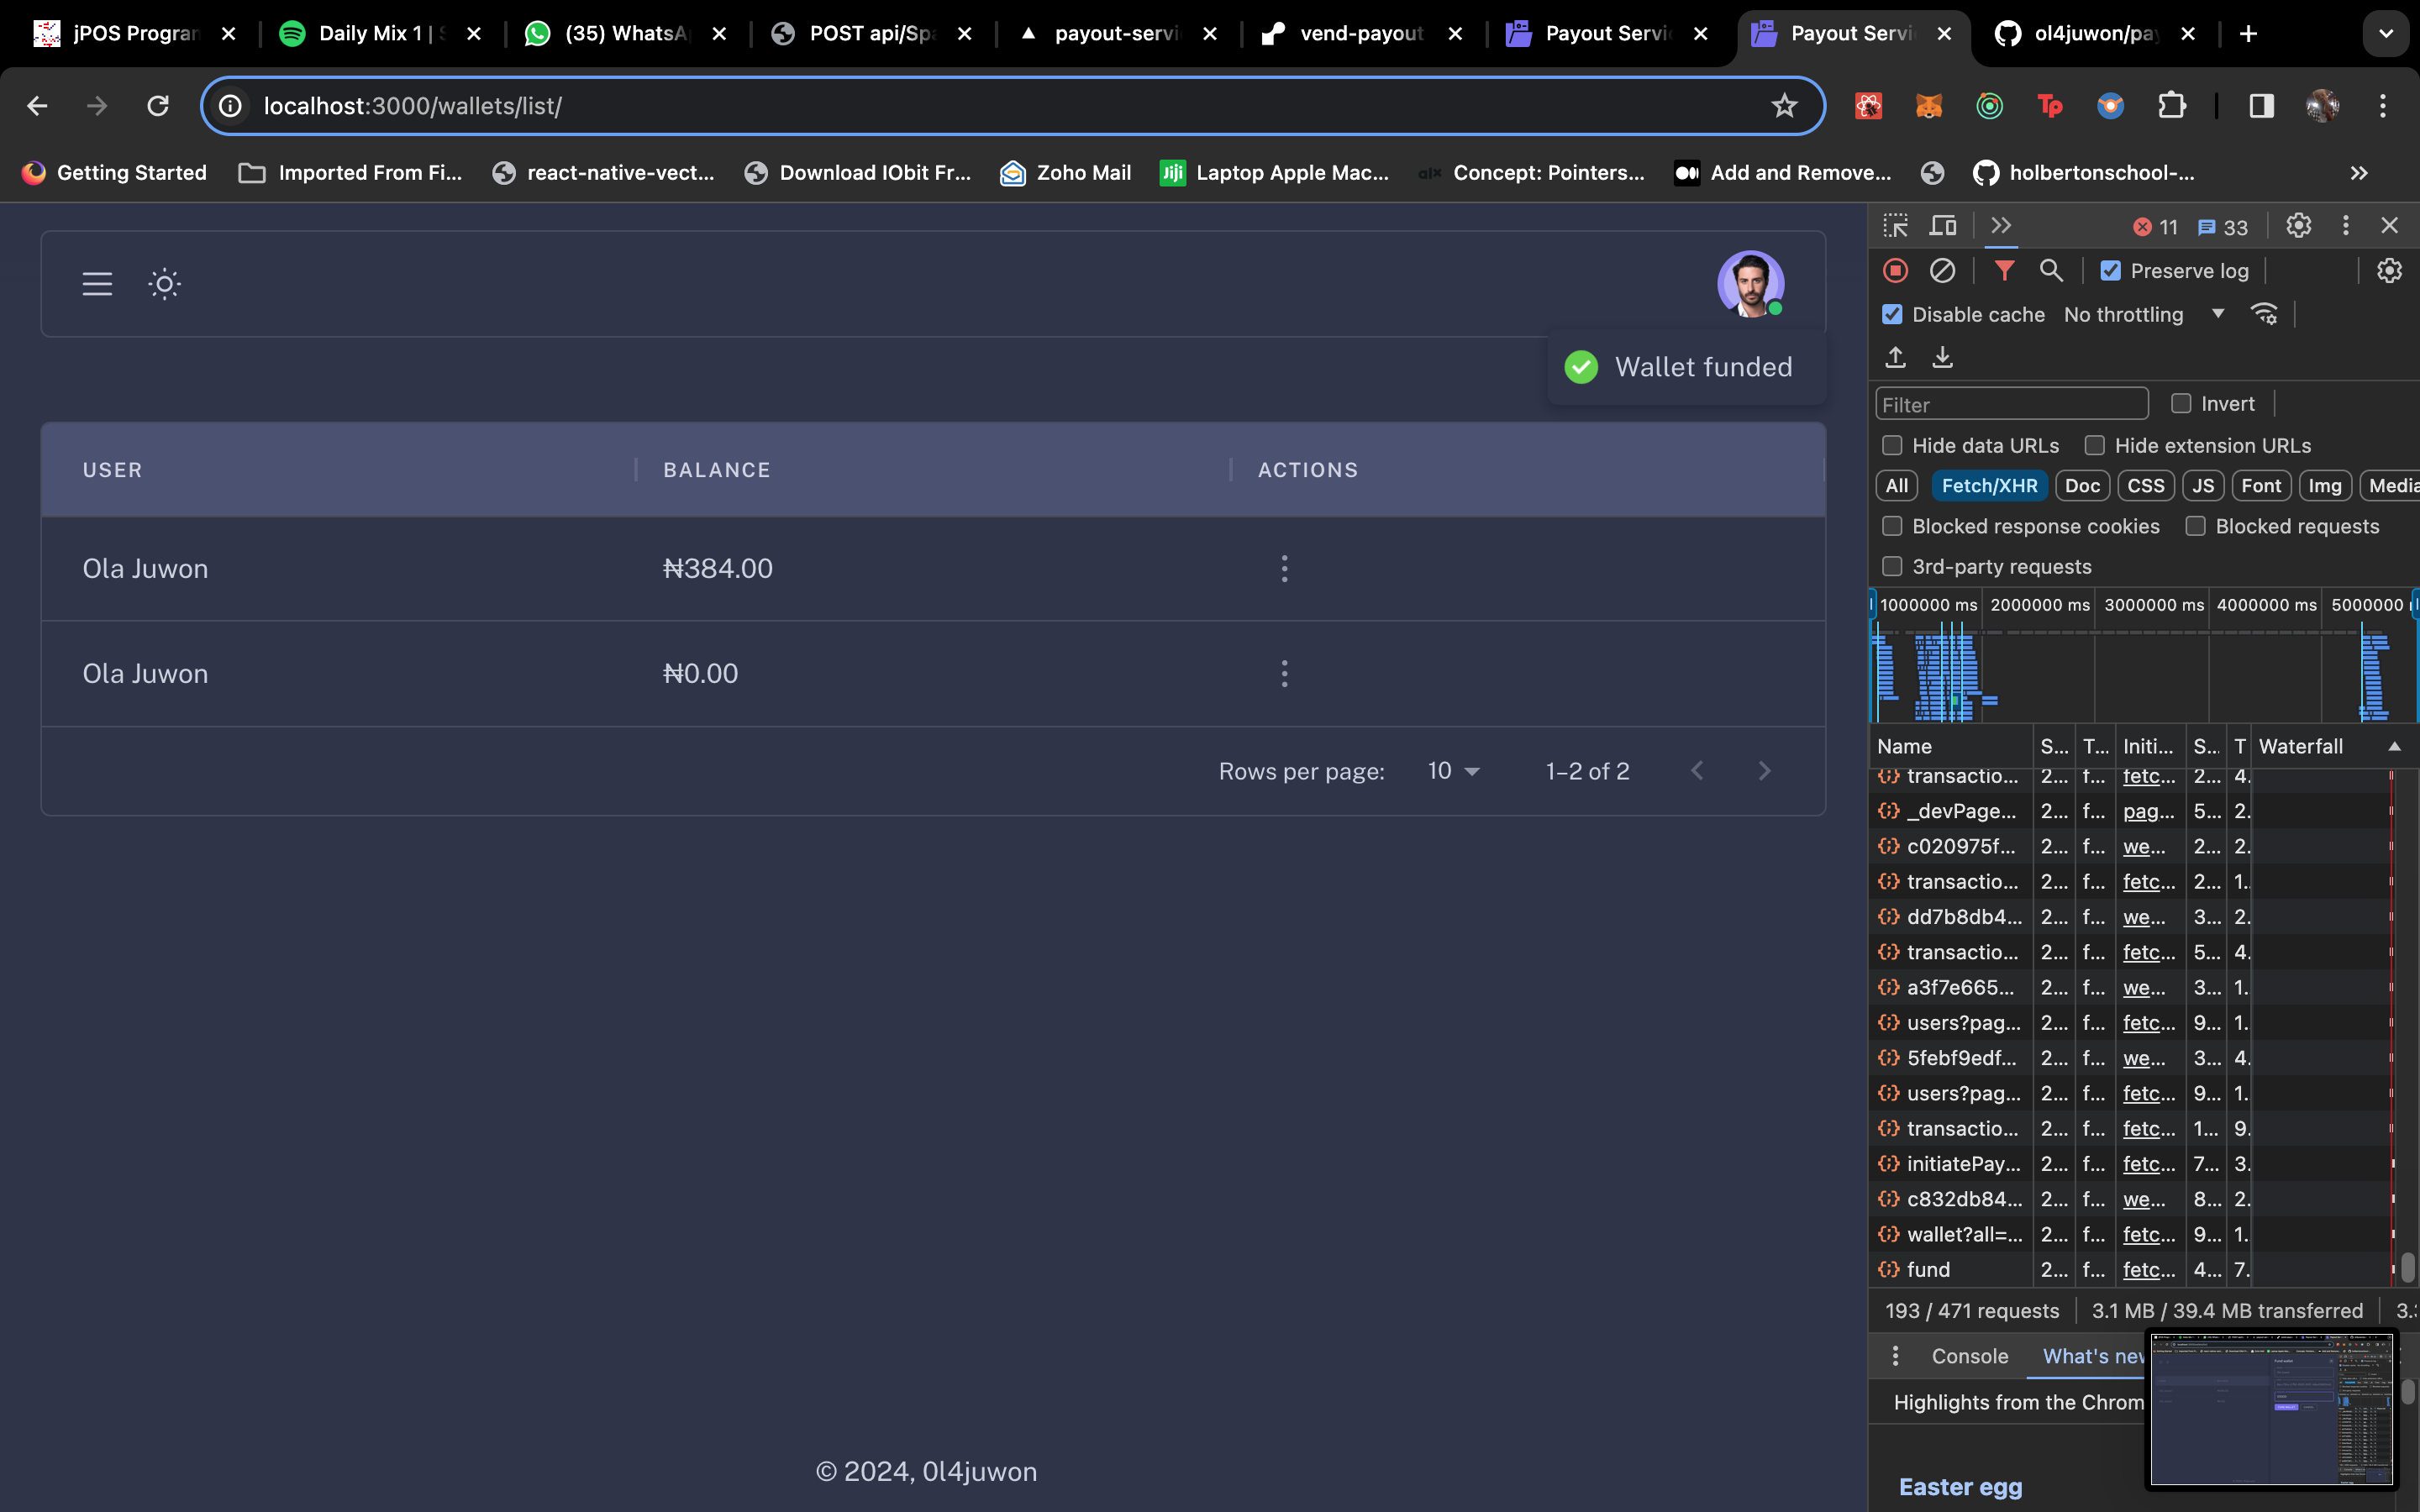 jPOS Progran
Daily Mix 1 | S
(35) WhatsA
POST api/Spa
payout-servi
vend-payout
Payout Servi
Payout Servi
ol4juwon/pay
localhost:3000/wallets/list/
Getting Started
Imported From Fi...
react-native-vect...
Download IObit Fr...
Zoho Mail
Laptop Apple Mac...
Concept: Pointers...
Add and Remove...
holbertonschool-...
11
33
Preserve log
Disable cache
No throttling
Wallet funded
Filter
Invert
Hide data URLs
Hide extension URLs
All
Fetch/XHR
Doc
CSS
JS
Font
Img
Media
Blocked response cookies
Blocked requests
3rd-party requests
USER
BALANCE
ACTIONS
Ola Juwon
₦384.00
Ola Juwon
₦0.00
Rows per page:
10
1–2 of 2
1000000 ms
2000000 ms
3000000 ms
4000000 ms
5000000
Name
S...
T...
Initi...
S...
T
Waterfall
transactio... 2... f... fetc... 2... 4.
_devPage... 2... f... pag... 5... 2.
c020975f... 2... f... we... 2... 2.
transactio... 2... f... fetc... 2... 1.
dd7b8db4... 2... f... we... 3... 2.
transactio... 2... f... fetc... 5... 4.
a3f7e665... 2... f... we... 3... 1.
users?pag... 2... f... fetc... 9... 1.
5febf9edf... 2... f... we... 3... 4.
users?pag... 2... f... fetc... 9... 1.
transactio... 2... f... fetc... 1... 9.
initiatePay... 2... f... fetc... 7... 3.
c832db84... 2... f... we... 8... 2.
wallet?all=... 2... f... fetc... 9... 1.
fund 2... f... fetc... 4... 7.
193 / 471 requests
3.1 MB / 39.4 MB transferred
Console
What's new
Highlights from the Chrom
Easter egg
© 2024, 0l4juwon